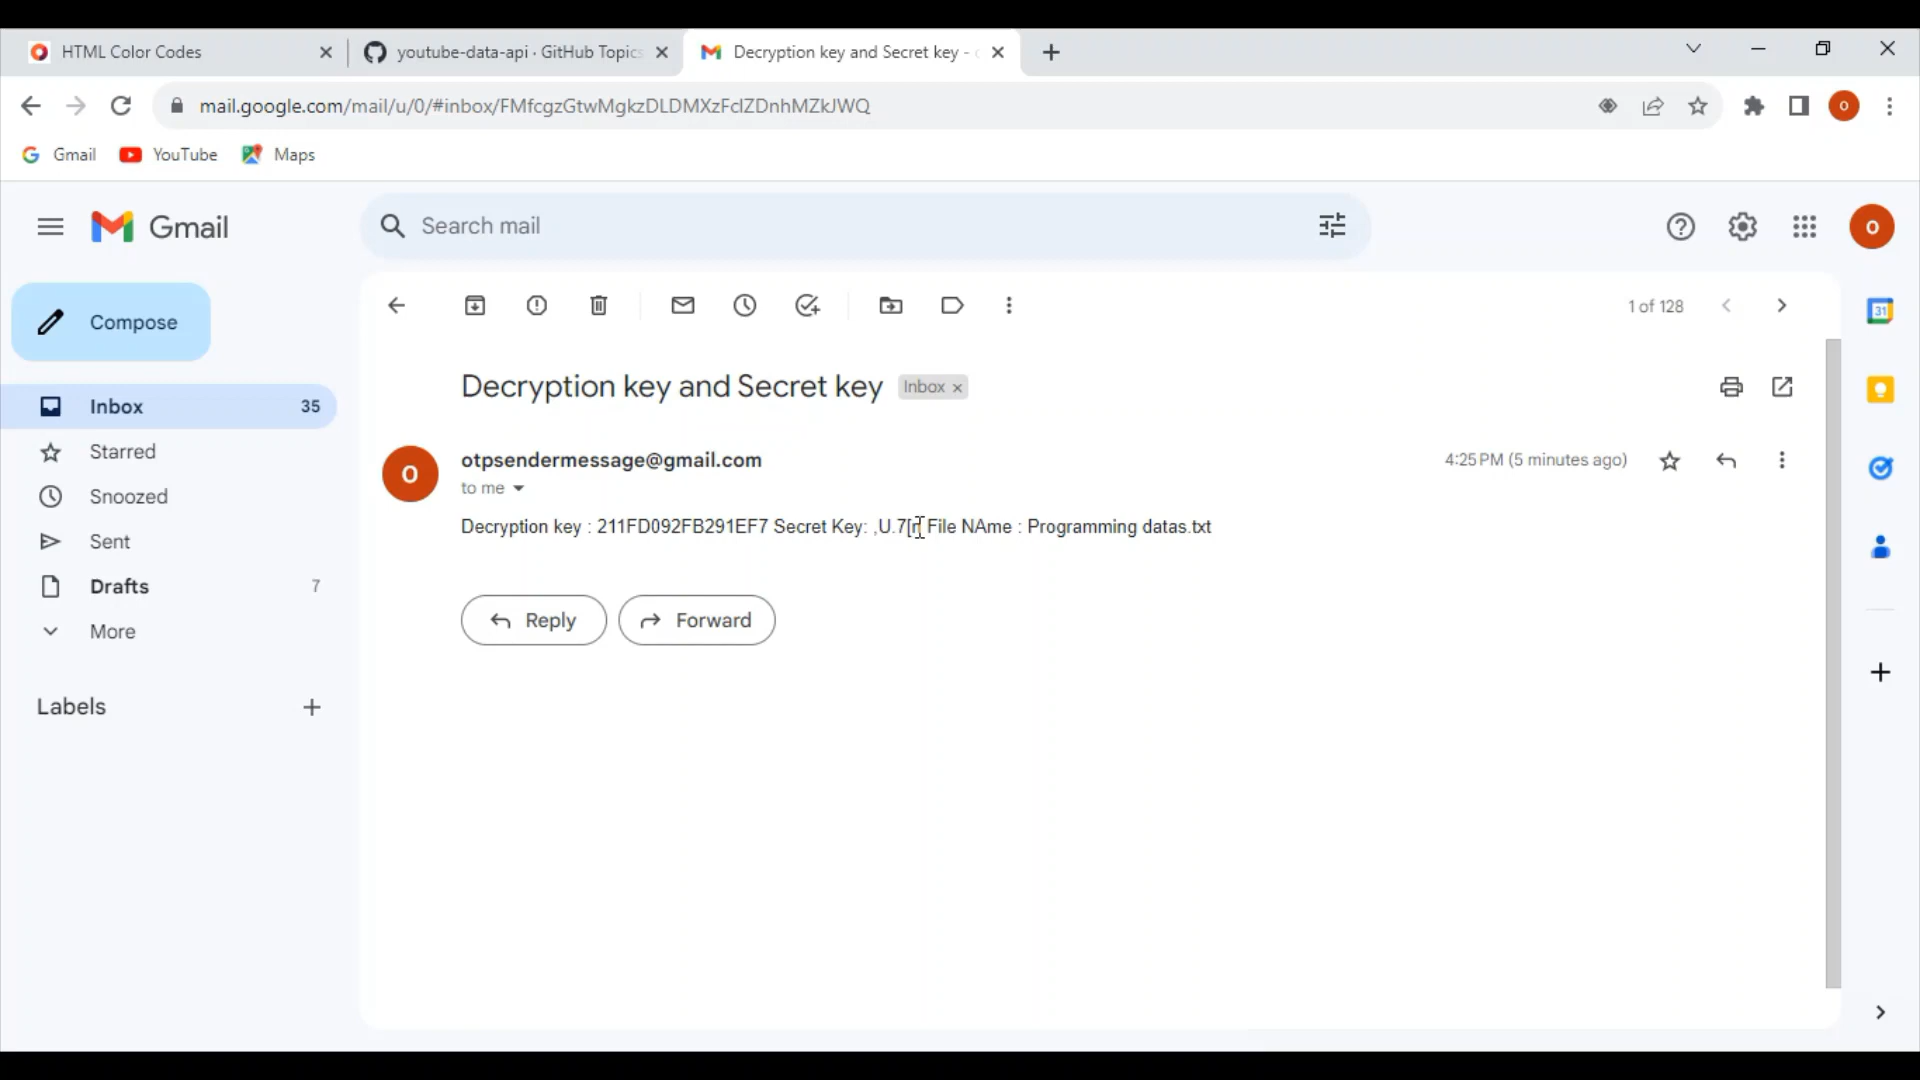 HTML Color Codes
youtube-data-api · GitHub Topics
Decryption key and Secret key -
mail.google.com/mail/u/0/#inbox/FMfcgzGtwMgkzDLDMXzFclZDnhMZkJWQ
O
Gmail
YouTube
Maps
Gmail
Search mail
O
Compose
1 of 128
31
Decryption key and Secret key
Inbox ×
Inbox 35
Starred
O
otpsendermessage@gmail.com
4:25 PM (5 minutes ago)
to me
Snoozed
Decryption key : 211FD092FB291EF7 Secret Key: File NAme : Programming datas.txt
Sent
Drafts 7
More
Reply
Forward
Labels